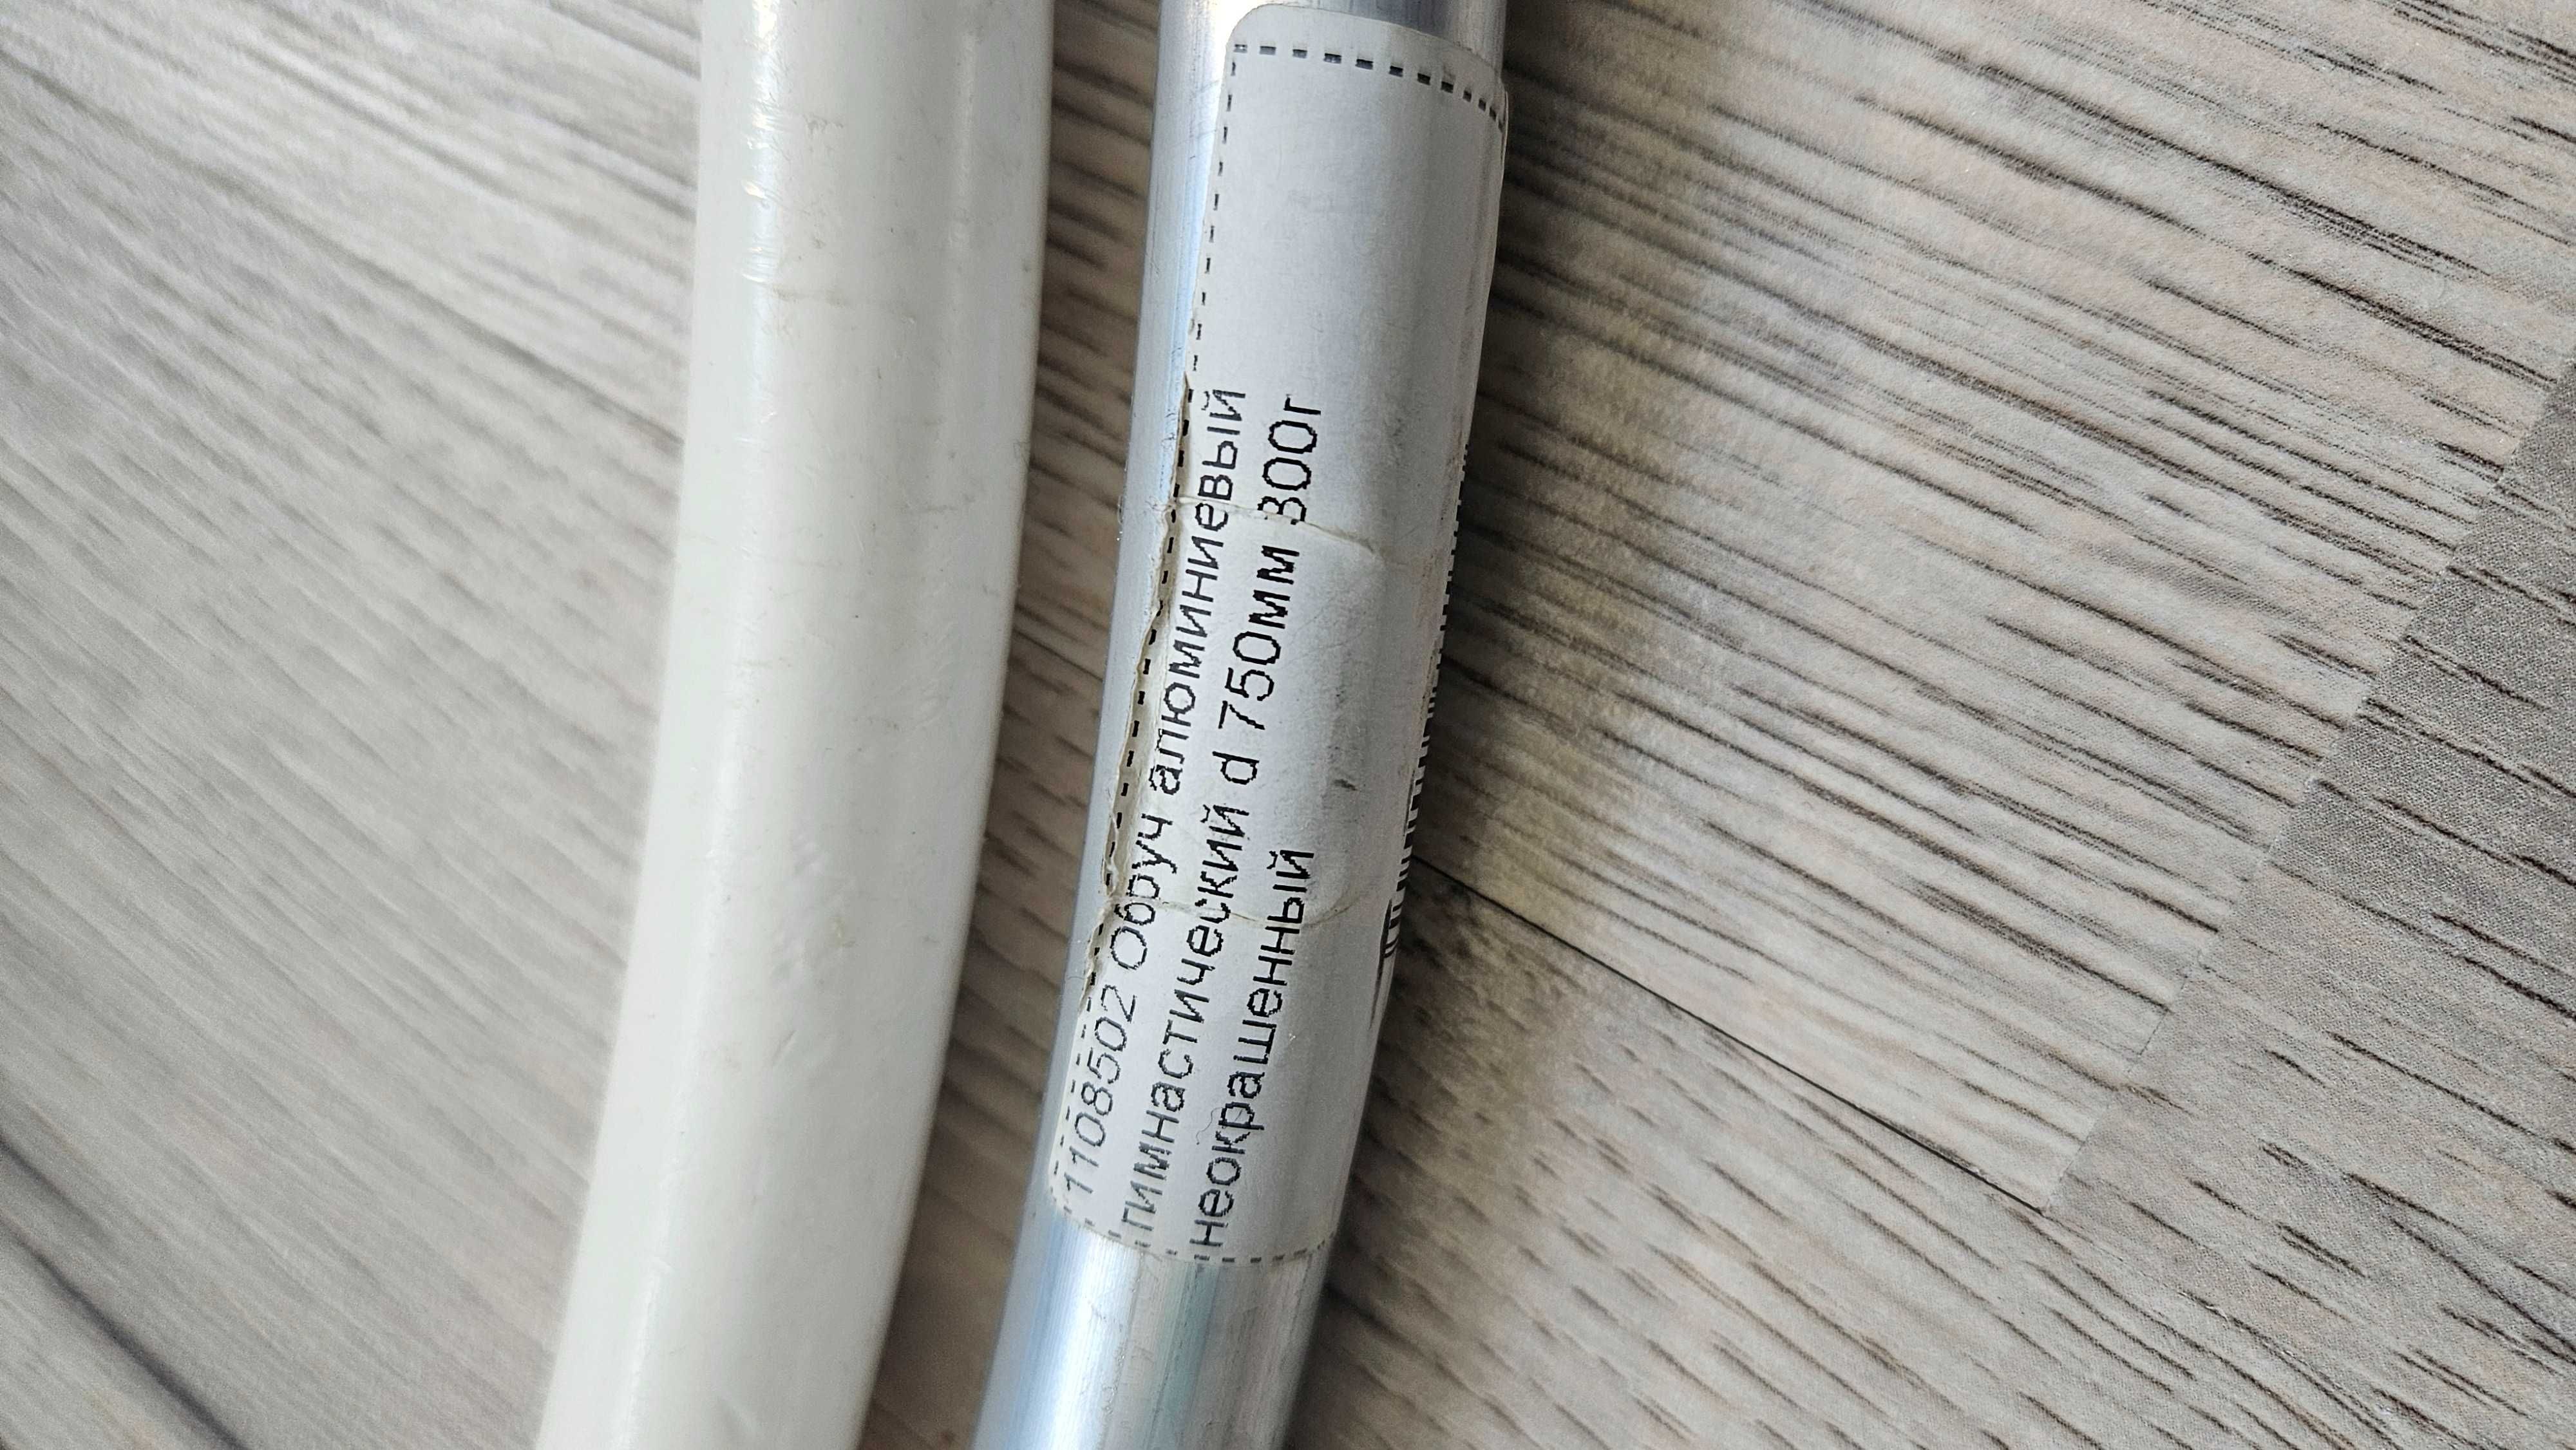 1108502 Обруч алюминиевый
гимнастический d 750мм 300г
неокрашенный